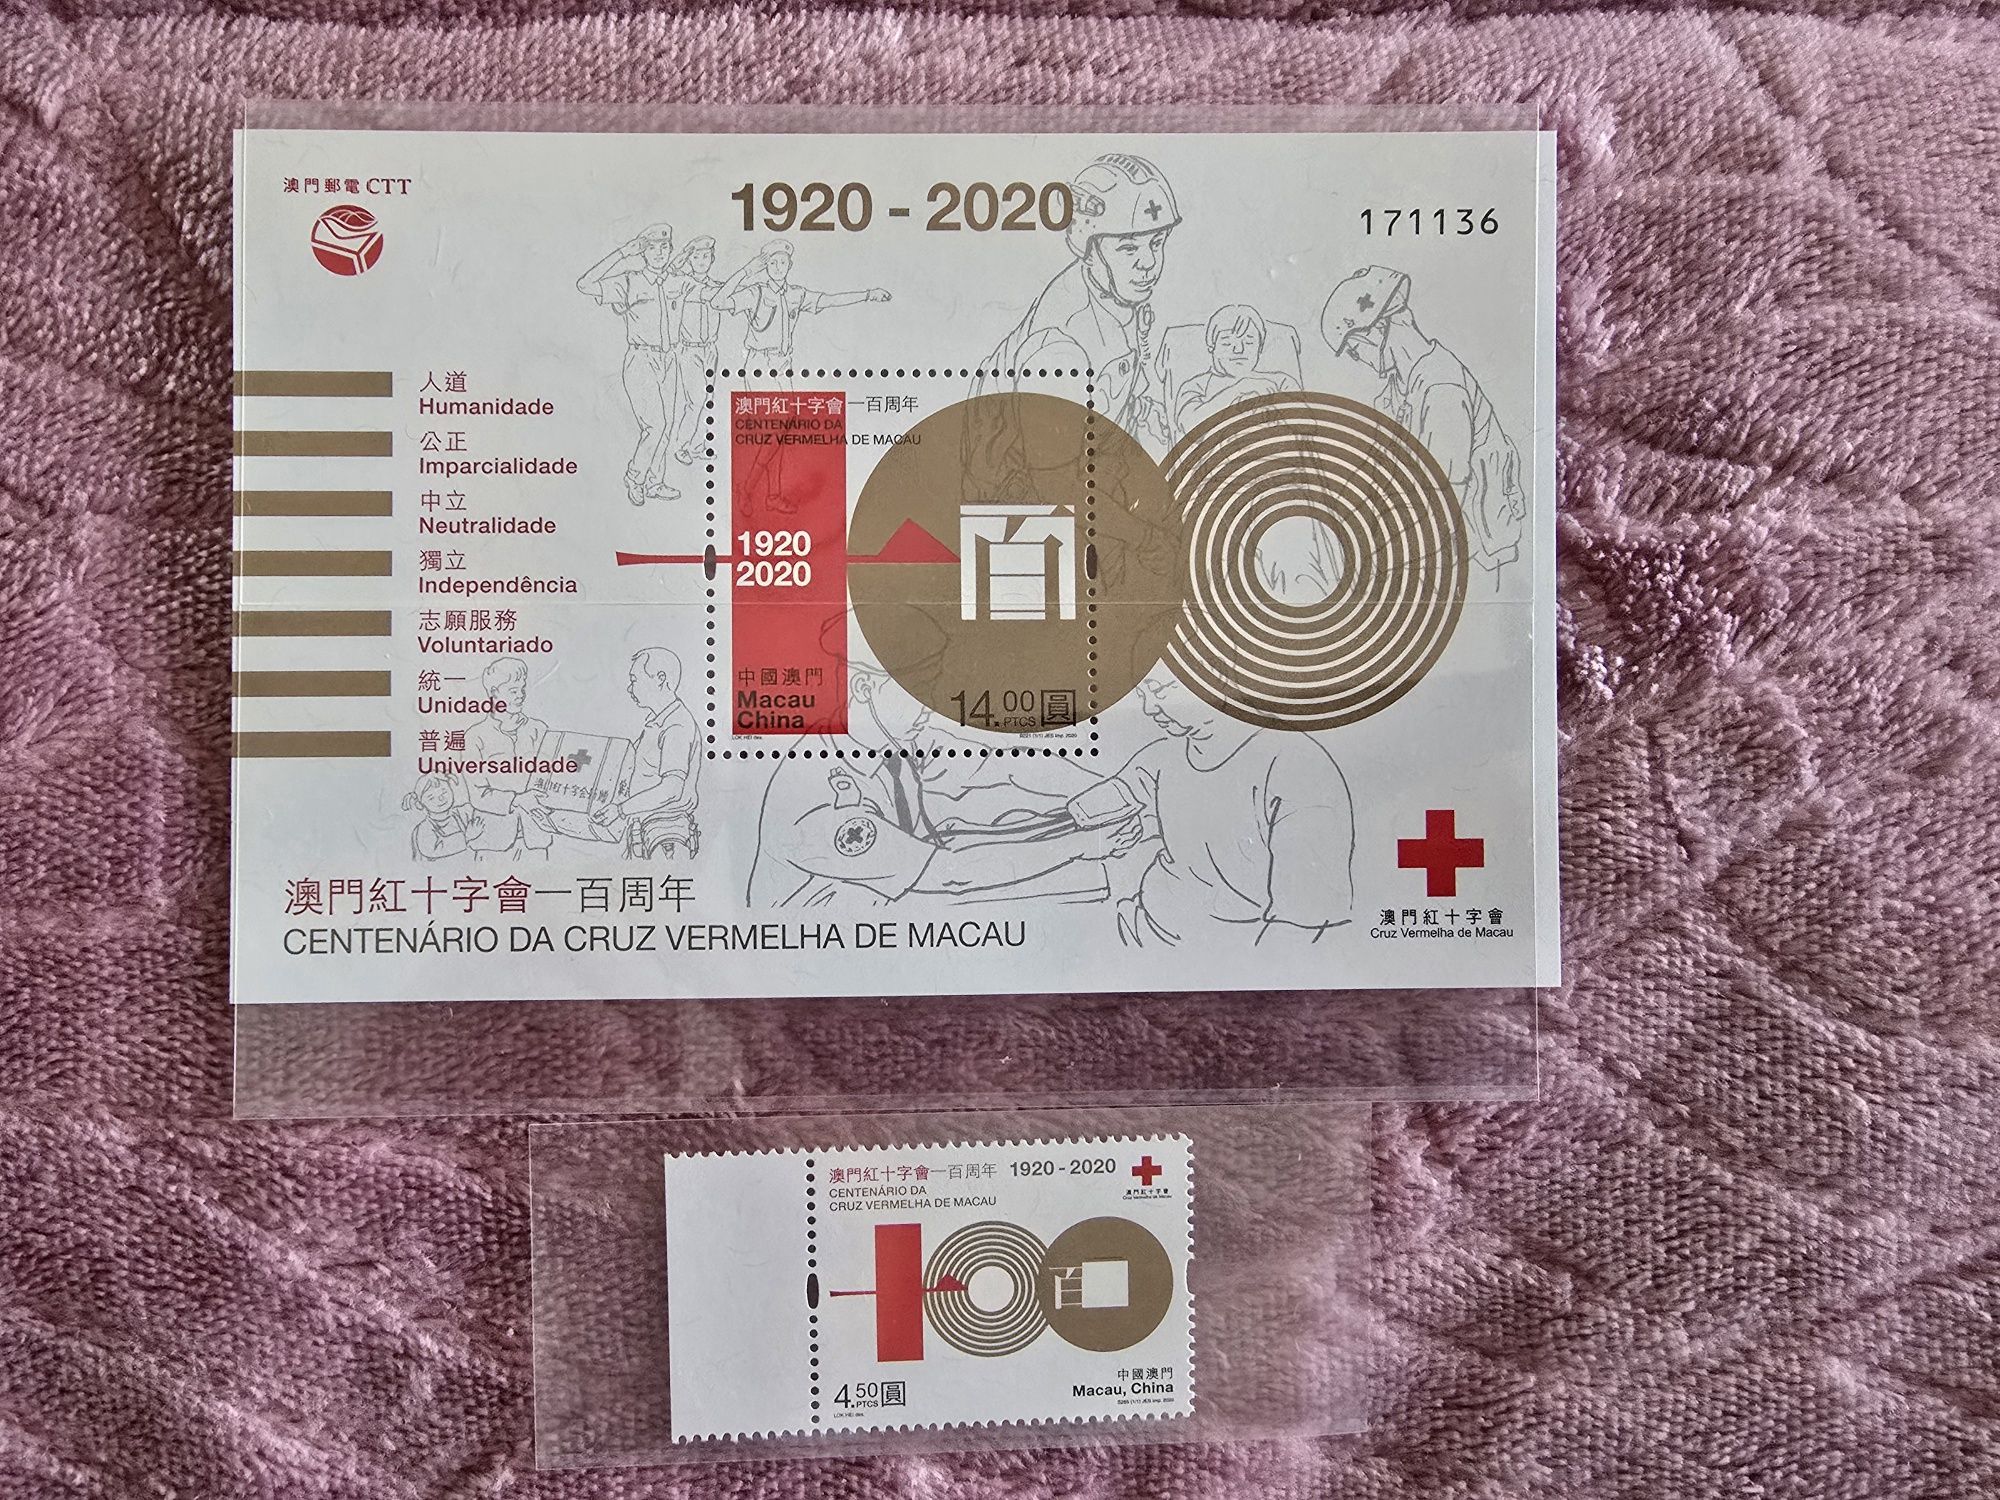 澳門郵電 CTT
1920 - 2020
171136
人道
Humanidade
公正
Imparcialidade
中立
Neutralidade
獨立
Independência
志願服務
Voluntariado
統一
Unidade
普遍
Universalidade
澳門紅十字會一百周年
CENTENÁRIO DA
CRUZ VERMELHA DE MACAU
1920
2020
百
中國澳門
Macau
China
14.00 圓
PTCS
LOK HEI des.
澳門紅十字會一百周年
CENTENÁRIO DA CRUZ VERMELHA DE MACAU
澳門紅十字會
Cruz Vermelha de Macau
澳門紅十字會一百周年 1920 - 2020
CENTENÁRIO DA
CRUZ VERMELHA DE MACAU
澳門紅十字會
Cruz Vermelha de Macau
百
4.50 圓
PTCS
LOK HEI des.
中國澳門
Macau, China